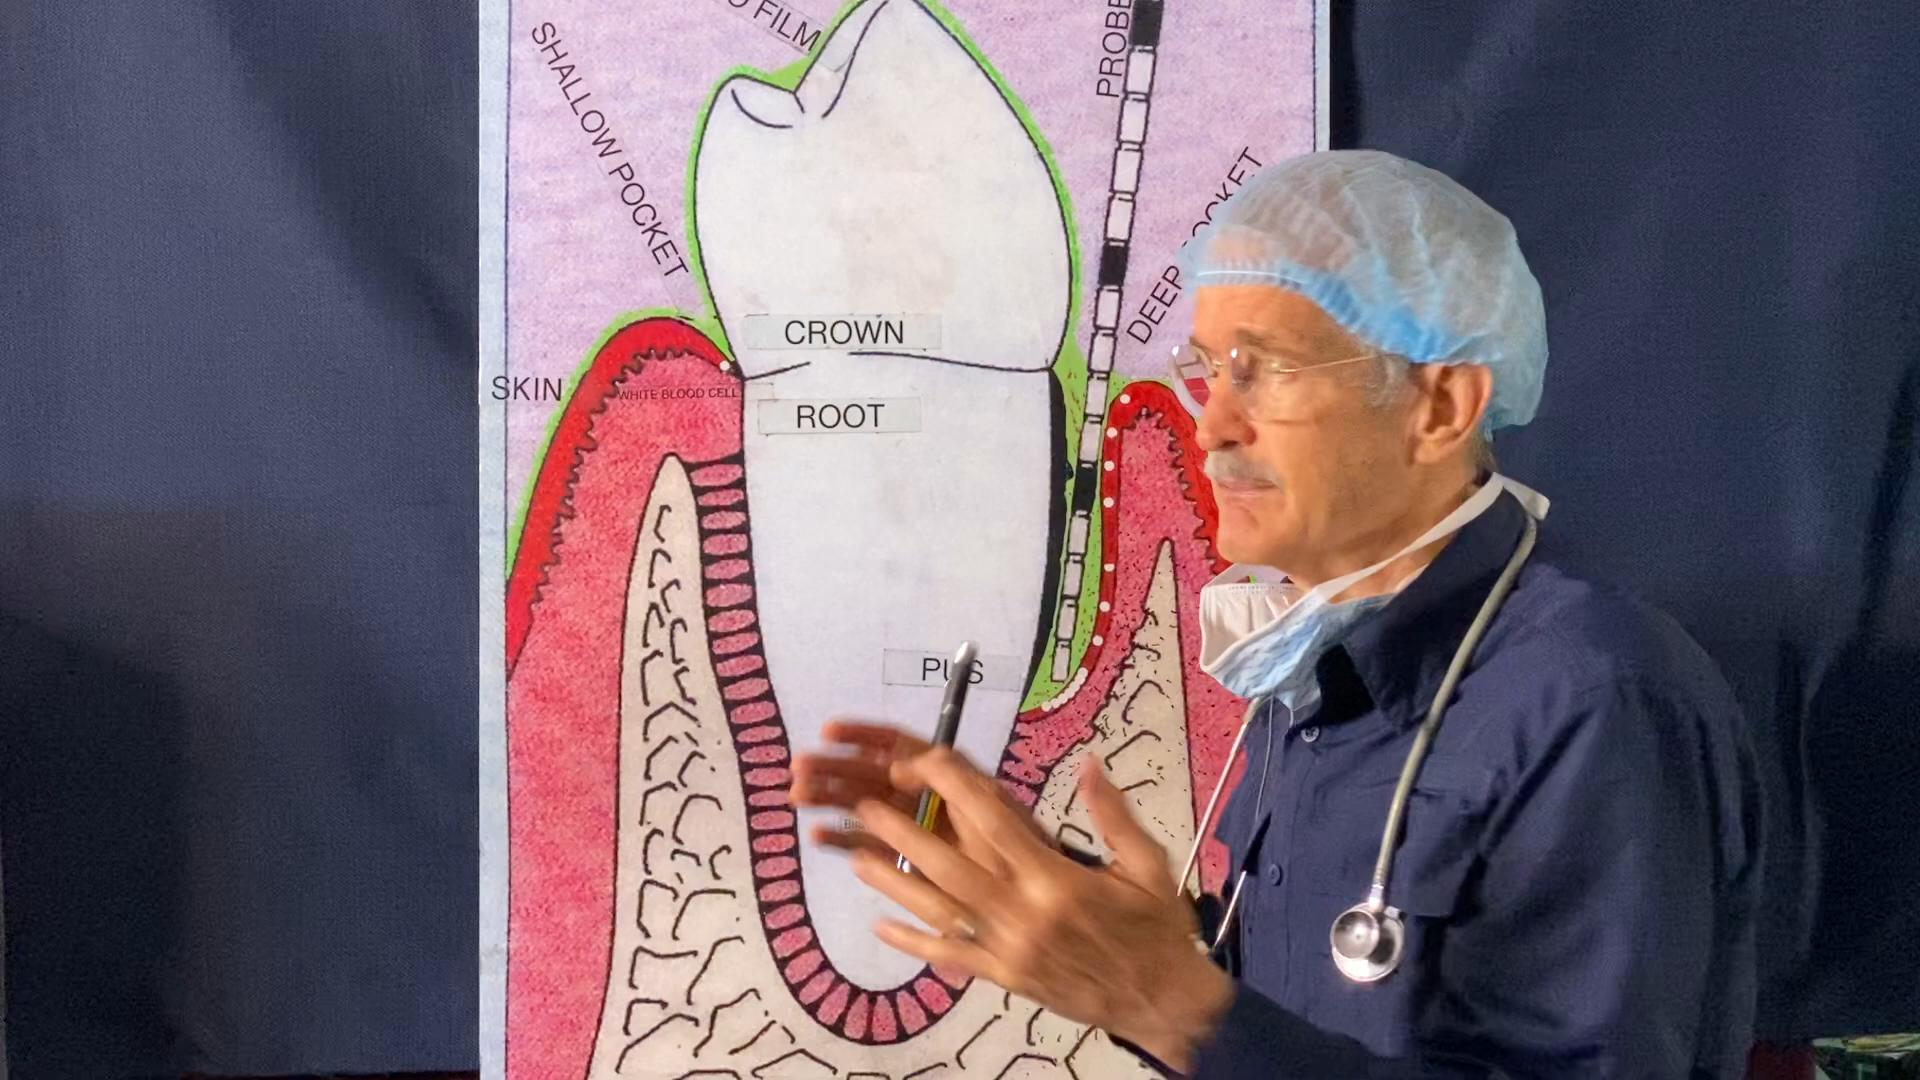 FILM
PROBE
SHALLOW POCKET
DEEP POCKET
CROWN
SKIN
WHITE BLOOD CELL
ROOT
PUS